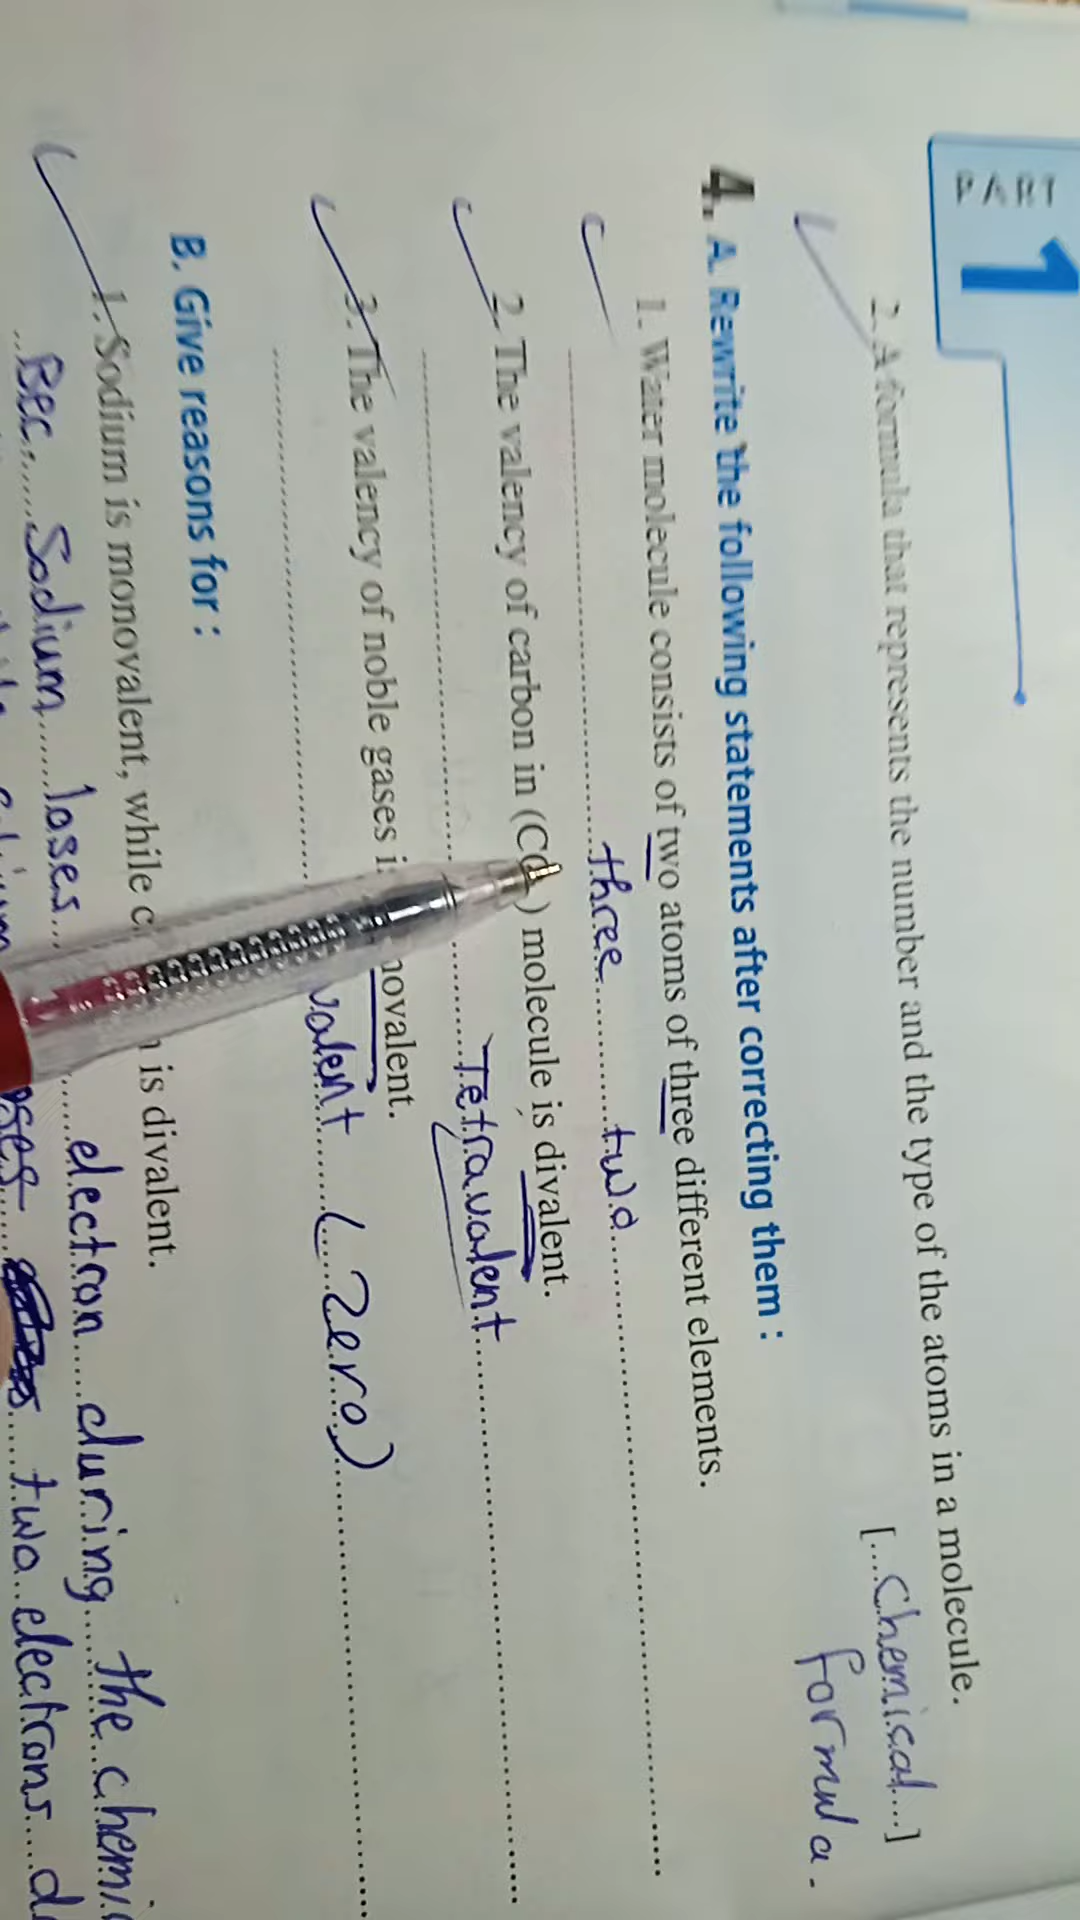 PART
1
2. A formula that represents the number and the type of the atoms in a molecule.
[....Chemical....]
formula.
4. A. Rewrite the following statements after correcting them :
1. Water molecule consists of two atoms of three different elements.
three two
2. The valency of carbon in ( ) molecule is divalent.
Tetravalent
3. The valency of noble gases
valent (Zero)
B. Give reasons for :
1. Sodium is monovalent, while is divalent.
Bec. Sodium loses electron during the
two electrons